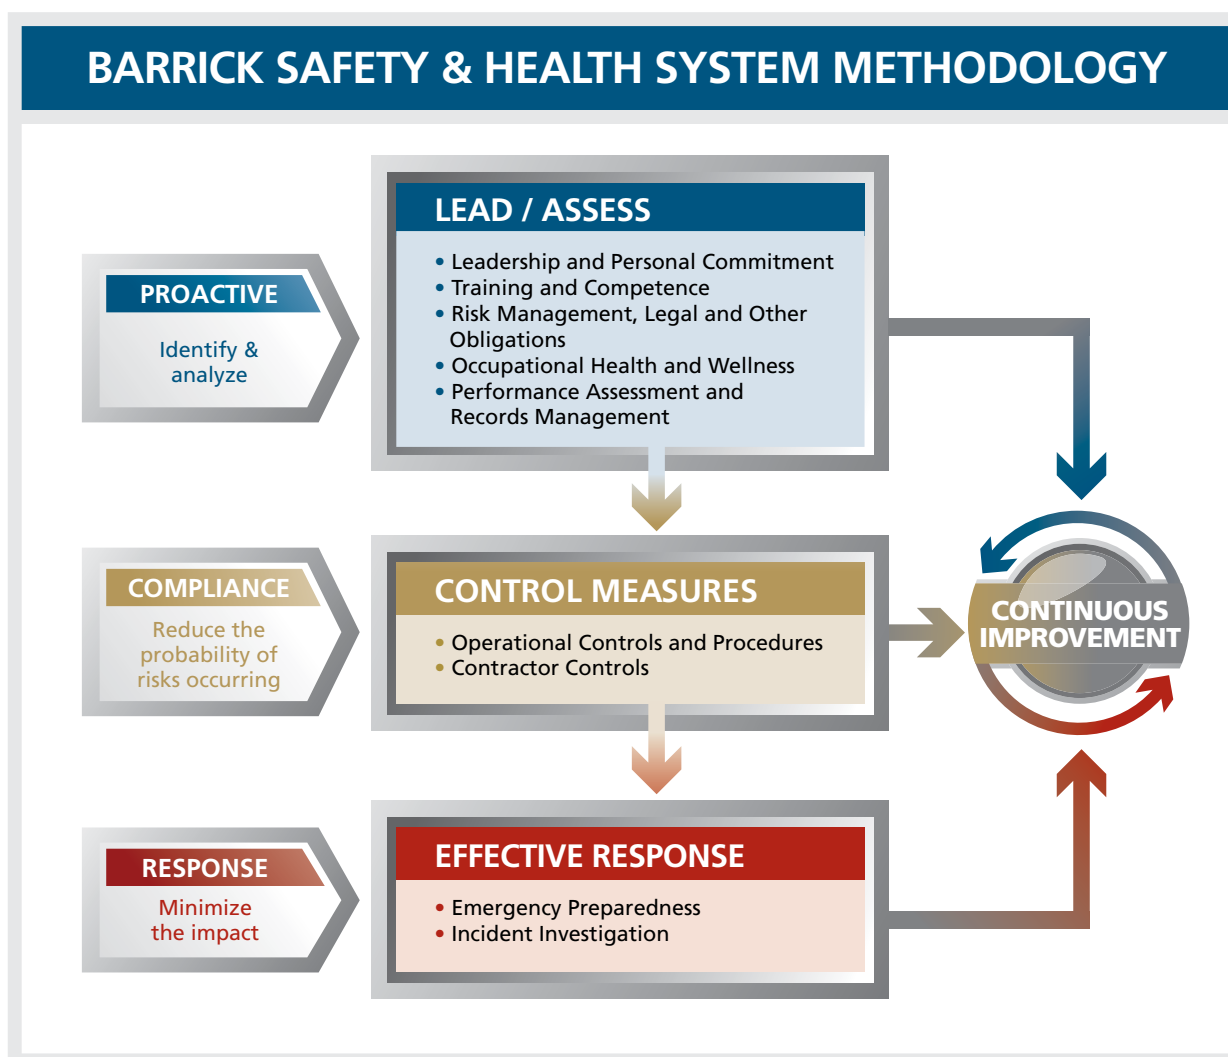 BARRICK SAFETY & HEALTH SYSTEM METHODOLOGY
PROACTIVE
Identify &
analyze
LEAD / ASSESS
• Leadership and Personal Commitment
• Training and Competence
• Risk Management, Legal and Other
Obligations
• Occupational Health and Wellness
• Performance Assessment and
Records Management
COMPLIANCE
Reduce the
probability of
risks occurring
CONTROL MEASURES
• Operational Controls and Procedures
• Contractor Controls
CONTINUOUS
IMPROVEMENT
RESPONSE
Minimize
the impact
EFFECTIVE RESPONSE
• Emergency Preparedness
• Incident Investigation